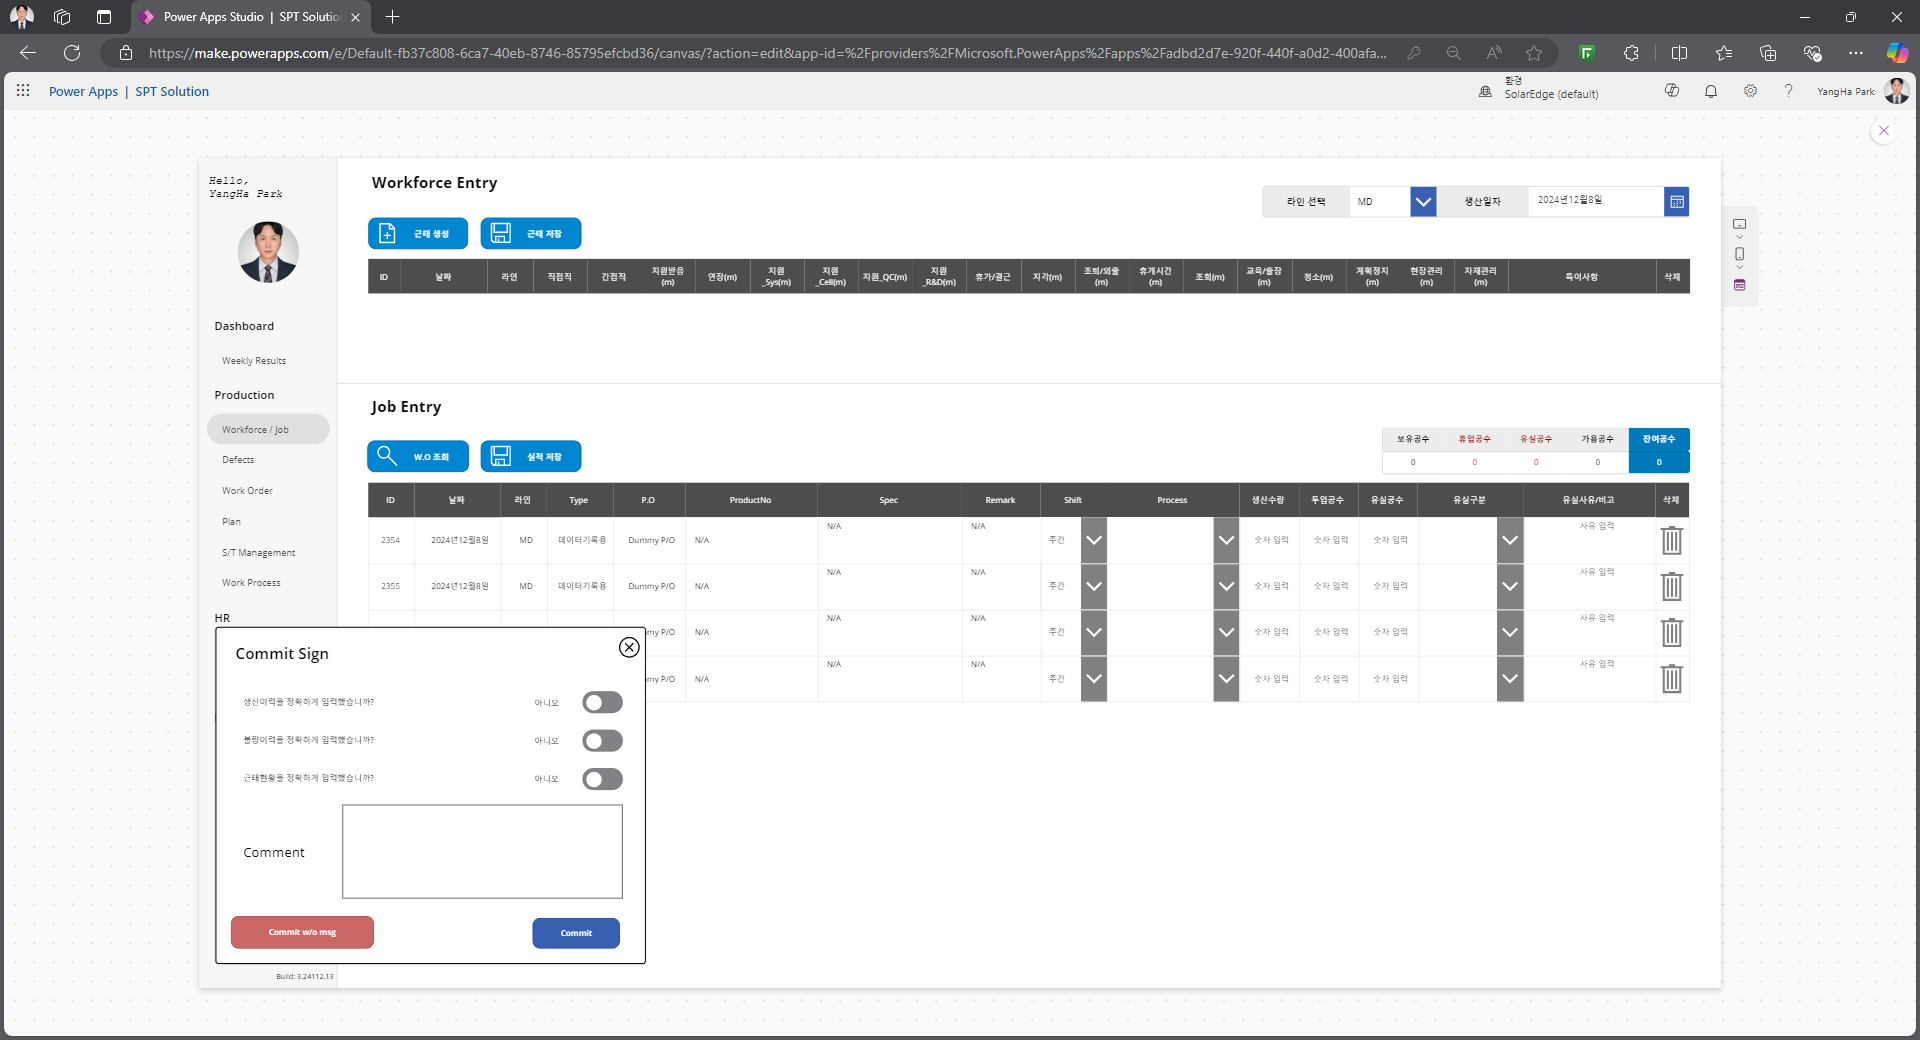 Power Apps Studio | SPT Solutio
https://make.powerapps.com/e/Default-fb37c808-6ca7-40eb-8746-85795efcbd36/canvas/?action=edit&app-id=%2Fproviders%2FMicrosoft.PowerApps%2Fapps%2Fadbd2d7e-920f-440f-a0d2-400afa...
Power Apps | SPT Solution
환경
SolarEdge (default)
YangHa Park
Hello,
YangHa Park
Dashboard
Weekly Results
Production
Workforce / Job
Defects
Work Order
Plan
S/T Management
Work Process
HR
Workforce Entry
라인 선택 MD 생산일자 2024년12월8일
근태 생성 근태 저장
ID 날짜 라인 직접직 간접직 지원받음(m) 연장(m) 지원_Sys(m) 지원_Cell(m) 지원_QC(m) 지원_R&D(m) 휴가/결근 지각(m) 조퇴/외출(m) 휴게시간(m) 조회(m) 교육/출장(m) 청소(m) 계획정지(m) 현장관리(m) 자재관리(m) 특이사항 삭제
Job Entry
W.O 조회 실적 저장
보유공수 휴업공수 유실공수 가용공수 잔여공수
0 0 0 0 0
ID 날짜 라인 Type P.O ProductNo Spec Remark Shift Process 생산수량 투입공수 유실공수 유실구분 유실사유/비고 삭제
2354 2024년12월8일 MD 데이터기록용 Dummy P/O N/A N/A N/A 주간 숫자 입력 숫자 입력 숫자 입력 사유 입력
2355 2024년12월8일 MD 데이터기록용 Dummy P/O N/A N/A N/A 주간 숫자 입력 숫자 입력 숫자 입력 사유 입력
my P/O N/A N/A N/A 주간 숫자 입력 숫자 입력 숫자 입력 사유 입력
my P/O N/A N/A N/A 주간 숫자 입력 숫자 입력 숫자 입력 사유 입력
Commit Sign
생산이력을 정확하게 입력했습니까? 아니오
불량이력을 정확하게 입력했습니까? 아니오
근태현황을 정확하게 입력했습니까? 아니오
Comment
Commit w/o msg Commit
Build: 3.24112.13